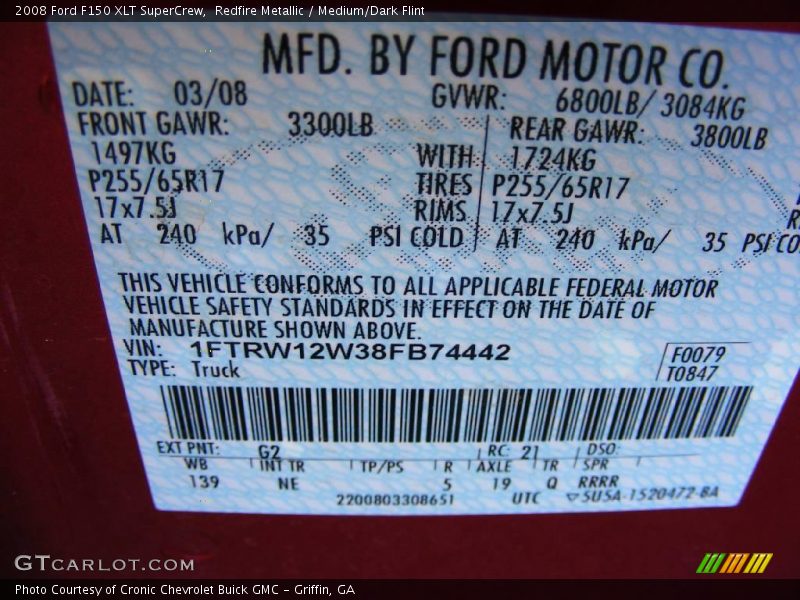 2008 Ford F150 XLT SuperCrew,  Redfire Metallic / Medium/Dark Flint
MFD. BY FORD MOTOR CO.
DATE: 03/08 GVWR: 6800LB/ 3084KG
FRONT GAWR: 3300LB REAR GAWR: 3800LB
1497KG WITH 1724KG
P255/65R17 TIRES P255/65R17
17x7.5J RIMS 17x7.5J
AT 240 kPa/ 35 PSI COLD AT 240 kPa/ 35 PSI CO
THIS VEHICLE CONFORMS TO ALL APPLICABLE FEDERAL MOTOR
VEHICLE SAFETY STANDARDS IN EFFECT ON THE DATE OF
MANUFACTURE SHOWN ABOVE.
VIN: 1FTRW12W38FB74442 F0079
TYPE: Truck T0847
EXT PNT: G2 RC: 21 DSO:
WB INT TR TP/PS R AXLE TR SPR
139 NE 5 19 Q RRRR
2200803308651 UTC 5U5A-1520472-BA
GTCARLOT.COM
Photo Courtesy of Cronic Chevrolet Buick GMC – Griffin, GA